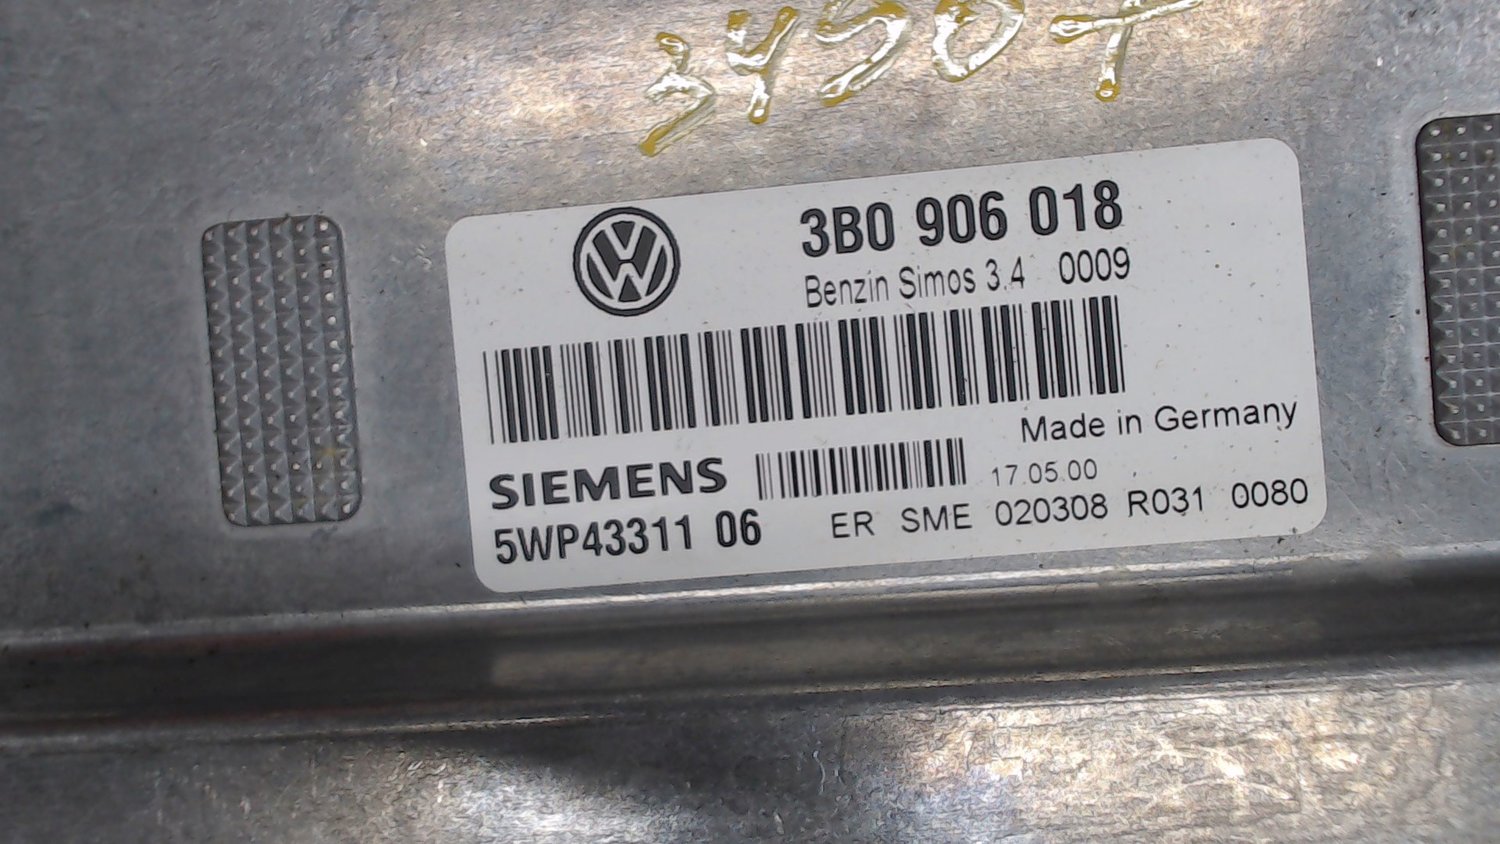 34507
3B0 906 018
Benzin Simos 3.4 0009
Made in Germany
SIEMENS
17.05.00
5WP43311 06
ER SME 020308 R031 0080